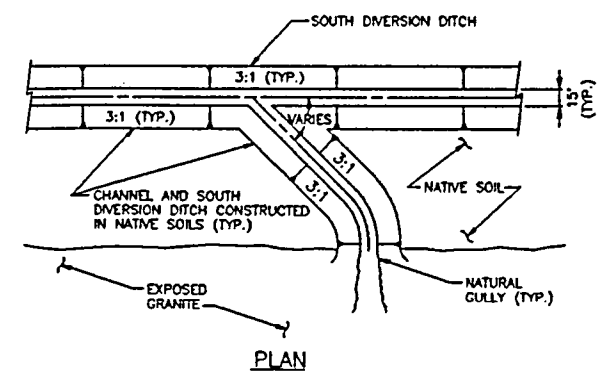 SOUTH DIVERSION DITCH
3:1 (TYP.)
3:1 (TYP.)
15'
(TYP.)
VARIES
3:1
3:1
CHANNEL AND SOUTH
DIVERSION DITCH CONSTRUCTED
IN NATIVE SOILS (TYP.)
NATIVE SOIL
EXPOSED
GRANITE
NATURAL
GULLY (TYP.)
PLAN